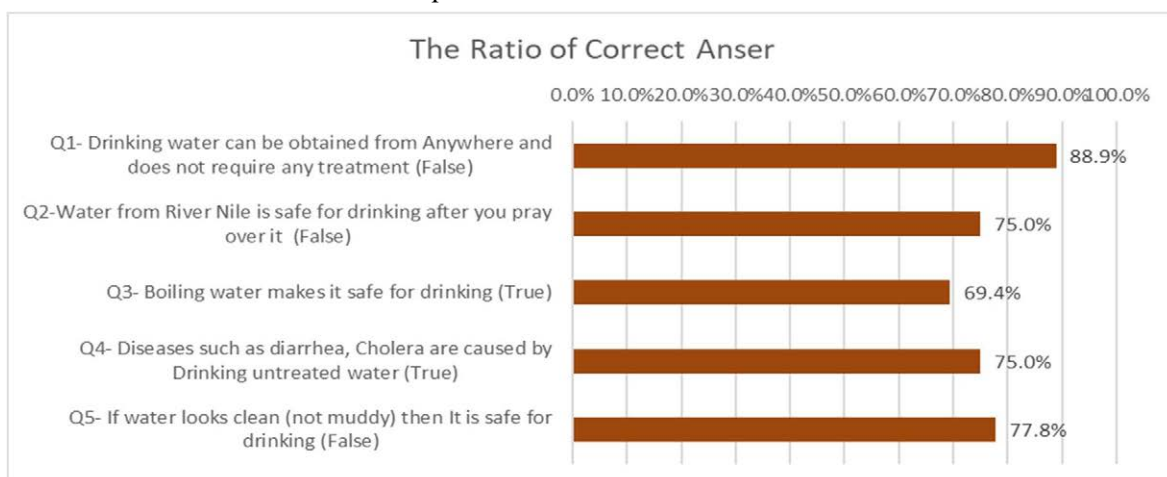 The Ratio of Correct Anser
0.0% 10.0%20.0%30.0%40.0%50.0%60.0%70.0%80.0%90.0%100.0%
Q1- Drinking water can be obtained from Anywhere and
does not require any treatment (False)
88.9%
Q2-Water from River Nile is safe for drinking after you pray
over it (False)
75.0%
Q3- Boiling water makes it safe for drinking (True)
69.4%
Q4- Diseases such as diarrhea, Cholera are caused by
Drinking untreated water (True)
75.0%
Q5- If water looks clean (not muddy) then It is safe for
drinking (False)
77.8%